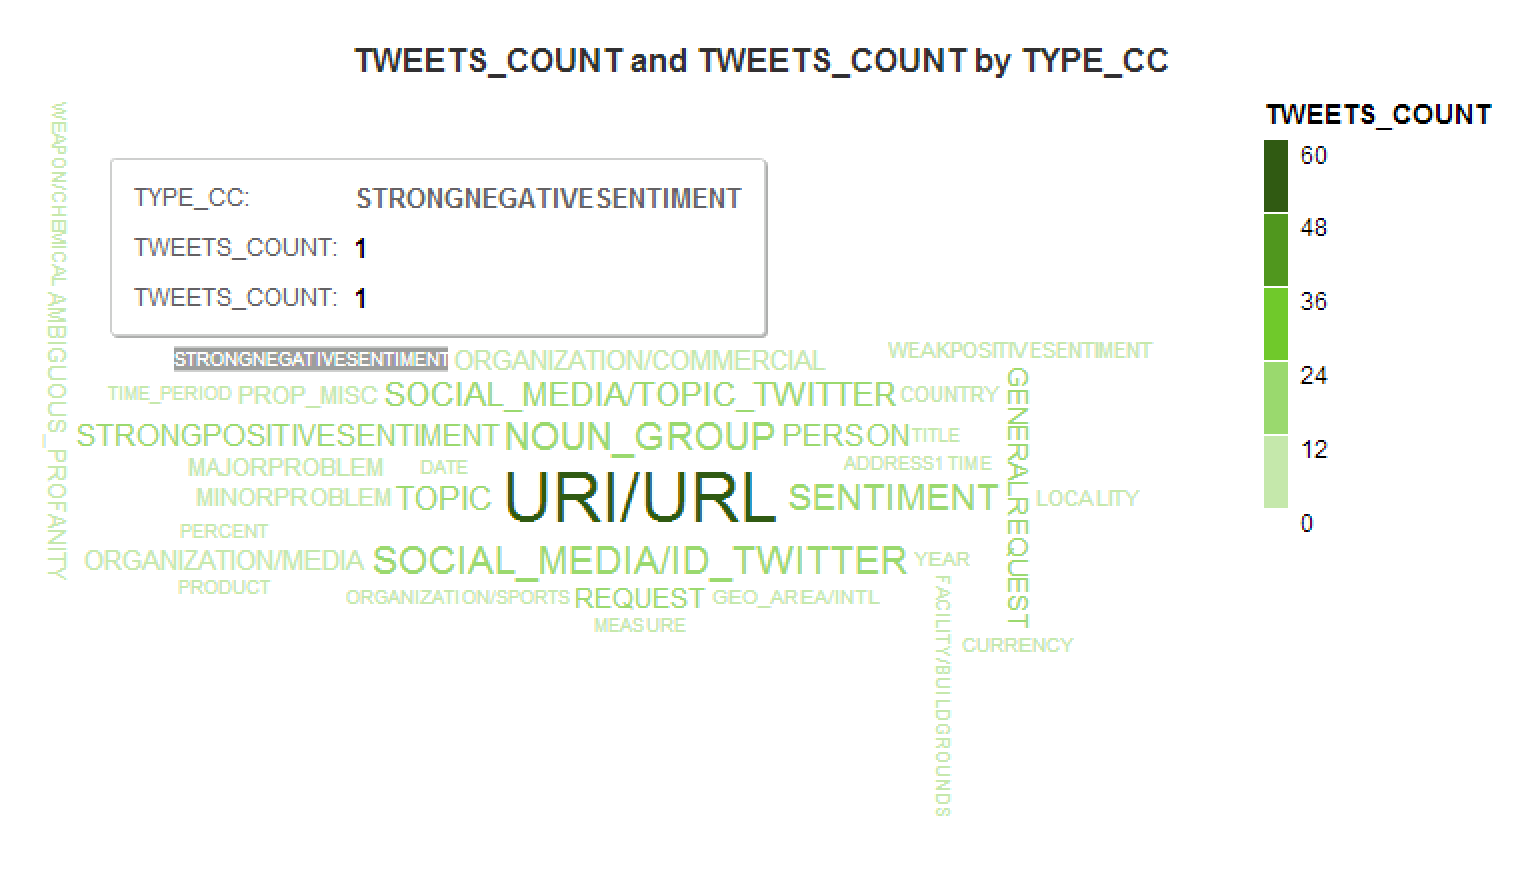 TWEETS_COUNT and TWEETS_COUNT by TYPE_CC
TWEETS_COUNT
60
48
36
24
12
0
WEAPON/CHEMICAL
AMBIGUOUS_PROFANITY
TYPE_CC: STRONGNEGATIVESENTIMENT
TWEETS_COUNT: 1
TWEETS_COUNT: 1
STRONGNEGATIVESENTIMENT ORGANIZATION/COMMERCIAL WEAKPOSITIVESENTIMENT
TIME_PERIOD PROP_MISC SOCIAL_MEDIA/TOPIC_TWITTER COUNTRY
GENERALREQUEST
STRONGPOSITIVESENTIMENT NOUN_GROUP PERSON TITLE
MAJORPROBLEM DATE ADDRESS1 TIME
MINORPROBLEM TOPIC URI/URL SENTIMENT LOCALITY
PERCENT
ORGANIZATION/MEDIA SOCIAL_MEDIA/ID_TWITTER YEAR
PRODUCT
ORGANIZATION/SPORTS REQUEST GEO_AREA/INTL
MEASURE
FACILITY/BUILDGROUNDS
CURRENCY